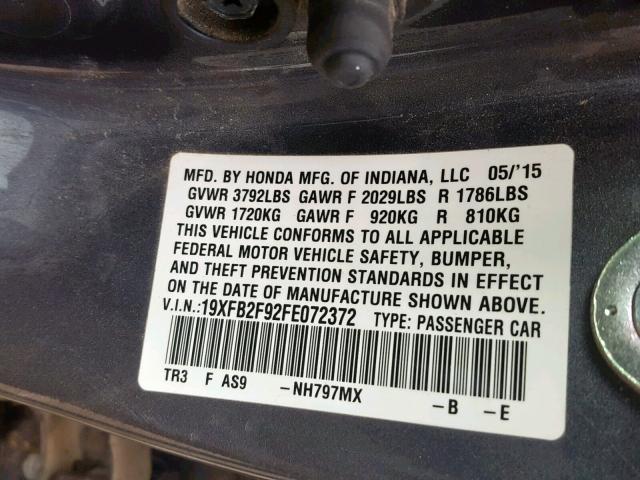 MFD. BY HONDA MFG. OF INDIANA, LLC 05/'15
GVWR 3792LBS GAWR F 2029LBS R 1786LBS
GVWR 1720KG GAWR F 920KG R 810KG
THIS VEHICLE CONFORMS TO ALL APPLICABLE
FEDERAL MOTOR VEHICLE SAFETY, BUMPER,
AND THEFT PREVENTION STANDARDS IN EFFECT
ON THE DATE OF MANUFACTURE SHOWN ABOVE.
V.I.N.:19XFB2F92FE072372 TYPE: PASSENGER CAR
TR3 F AS9 -NH797MX -B -E